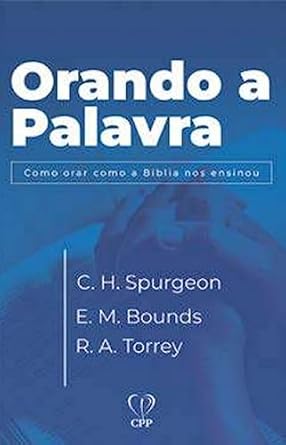 Orando a
Palavra
Como orar como a Bíblia nos ensinou
C. H. Spurgeon
E. M. Bounds
R. A. Torrey
CPP